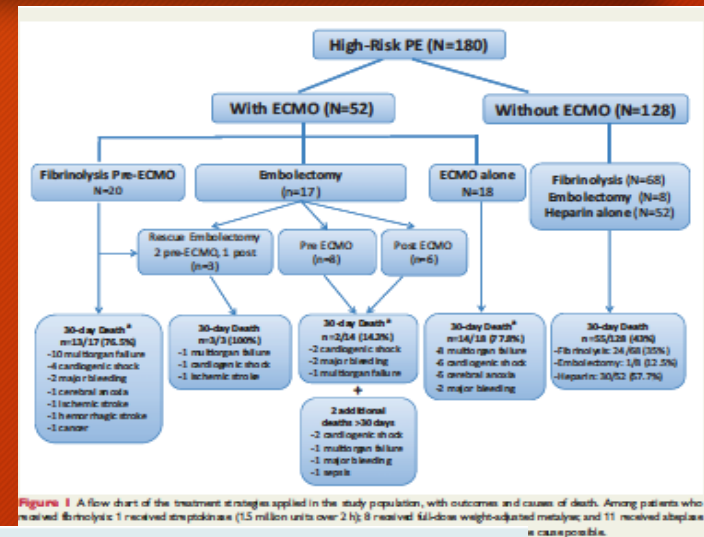 High-Risk PE (N=180)
With ECMO (N=52)
Without ECMO (N=128)
Fibrinolysis Pre-ECMO
N=20
Embolectomy
(n=17)
ECMO alone
N=18
Fibrinolysis (N=68)
Embolectomy (N=8)
Heparin alone (N=52)
Rescue Embolectomy
2 pre-ECMO, 1 post
(n=3)
Pre ECMO
(n=8)
Post ECMO
(n=6)
30-day Deathª
n=13/17 (76.5%)
-10 multiorgan failure
-4 cardiogenic shock
-2 major bleeding
-1 cerebral anoxia
-1 ischemic stroke
-1 hemorrhagic stroke
-1 cancer
30-day Death
n=3/3 (100%)
-1 multiorgan failure
-1 cardiogenic shock
-1 ischemic stroke
30-day Deathª
n=2/14 (14.3%)
-2 cardiogenic shock
-2 major bleeding
-1 multiorgan failure
+
2 additional
deaths >30 days
-2 cardiogenic shock
-1 multiorgan failure
-1 major bleeding
-1 sepsis
30-day Deathª
n=14/18 (77.8%)
-8 multiorgan failure
-6 cardiogenic shock
-5 cerebral anoxia
-2 major bleeding
30-day Death
n=55/128 (43%)
-Fibrinolysis: 24/68 (35%)
-Embolectomy: 1/8 (12.5%)
-Heparin: 30/52 (57.7%)
Figure 1 A flow chart of the treatment strategies applied in the study population, with outcomes and causes of death. Among patients who
received fibrinolysis: 1 received streptokinase (1.5 million units over 2 h); 8 received full-dose weight-adjusted metalyse; and 11 received alteplase
cause possible.